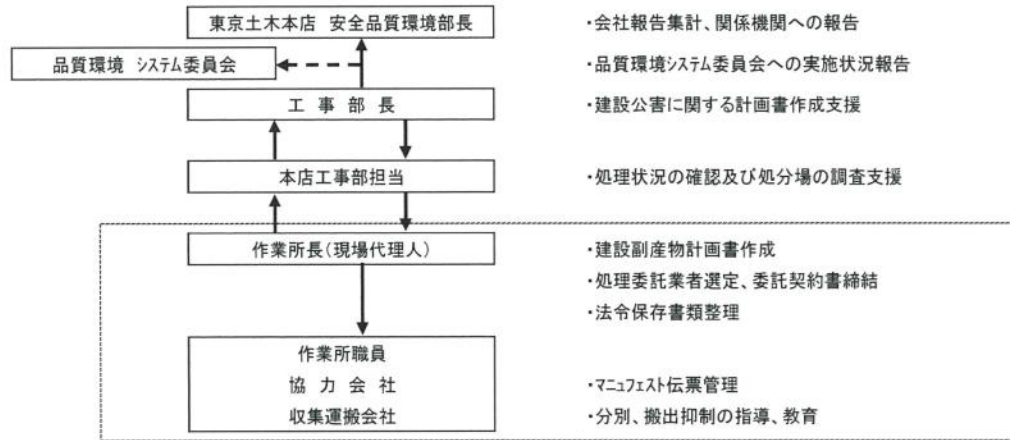 東京土木本店 安全品質環境部長
・会社報告集計、関係機関への報告
品質環境 システム委員会
・品質環境システム委員会への実施状況報告
工 事 部 長
・建設公害に関する計画書作成支援
本店工事部担当
・処理状況の確認及び処分場の調査支援
作業所長(現場代理人)
・建設副産物計画書作成
・処理委託業者選定、委託契約書締結
・法令保存書類整理
作業所職員
協 力 会 社
・マニュフェスト伝票管理
収集運搬会社
・分別、搬出抑制の指導、教育